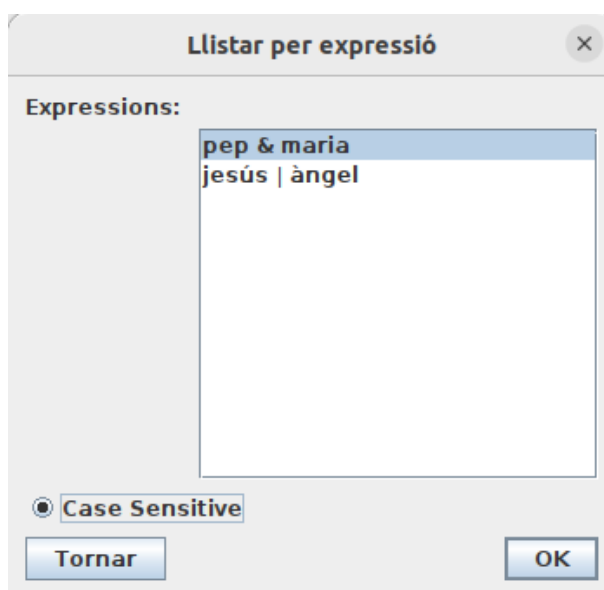 Llistar per expressió
Expressions:
pep & maria
jesús | àngel
Case Sensitive
Tornar
OK